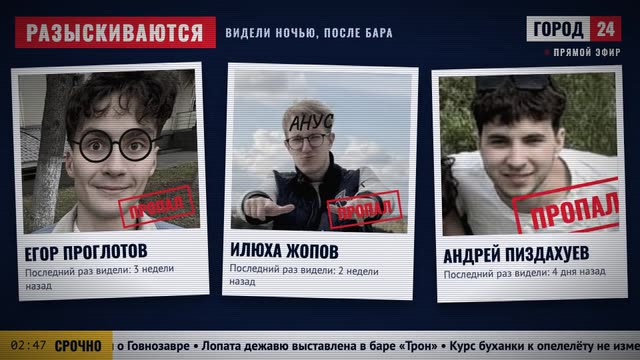 РАЗЫСКИВАЮТСЯ
ВИДЕЛИ НОЧЬЮ, ПОСЛЕ БАРА
ГОРОД 24
ПРЯМОЙ ЭФИР
АНУС
ПРОПАЛ
ПРОПАЛ
ПРОПАЛ
ЕГОР ПРОГЛОТОВ
Последний раз видели: 3 недели
назад
ИЛЮХА ЖОПОВ
Последний раз видели: 2 недели
назад
АНДРЕЙ ПИЗДАХУЕВ
Последний раз видели: 4 дня назад
02:47 СРОЧНО о Говнозавре • Лопата дежавю выставлена в баре «Трон» • Курс буханки к опелелёту не изме